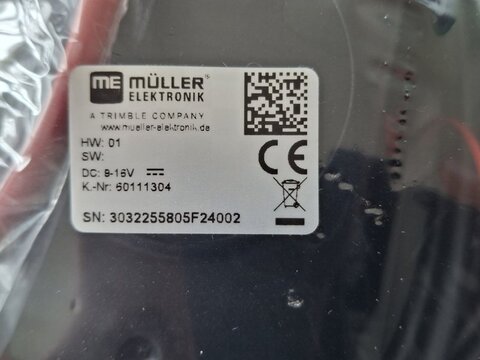 ME MÜLLER®
ELEKTRONIK
A TRIMBLE COMPANY
www.mueller-elektronik.de
HW: 01
SW:
DC: 9-16V
K.-Nr: 60111304
CE
SN: 3032255805F24002